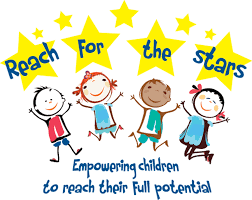 Reach for the stars
Empowering children
to reach their full potential